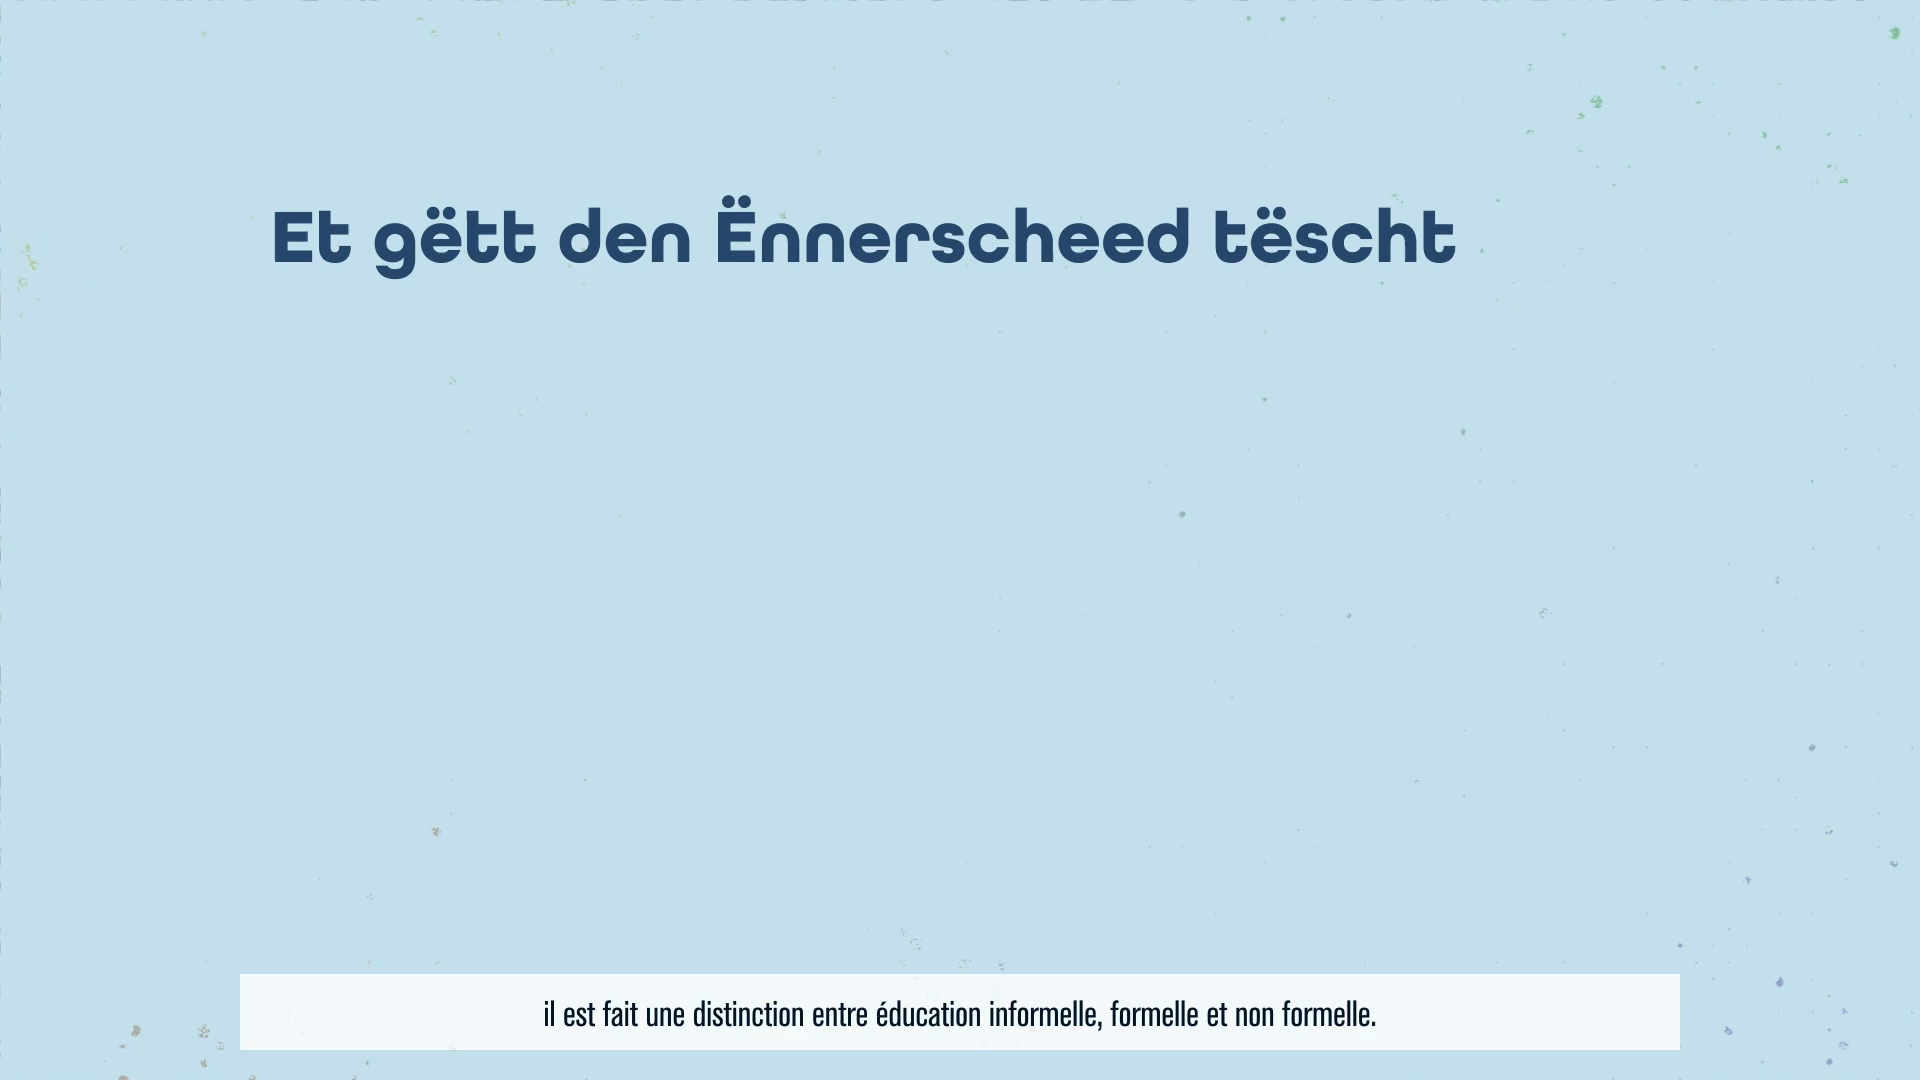 Et gëtt den Ënnerscheed tëscht
il est fait une distinction entre éducation informelle, formelle et non formelle.